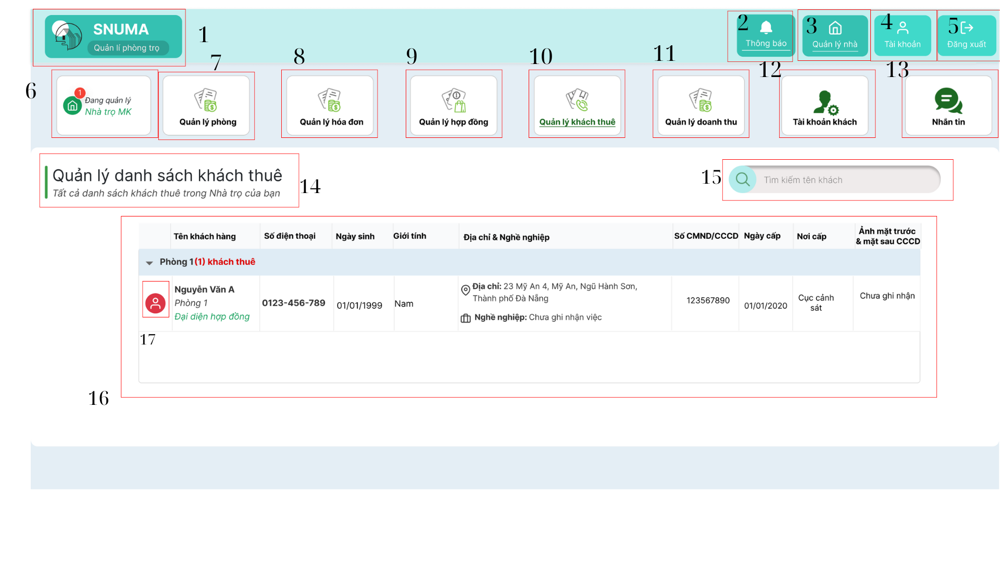 SNUMA
Quản lí phòng trọ
1
2
Thông báo
3
Quản lý nhà
4
Tài khoản
5
Đăng xuất
6
1
Đang quản lý
Nhà trọ MK
7
Quản lý phòng
8
Quản lý hóa đơn
9
Quản lý hợp đồng
10
Quản lý khách thuê
11
Quản lý doanh thu
12
Tài khoản khách
13
Nhắn tin
Quản lý danh sách khách thuê
Tất cả danh sách khách thuê trong Nhà trọ của bạn
14
15
Tìm kiếm tên khách
Tên khách hàng
Số điện thoại
Ngày sinh
Giới tính
Địa chỉ & Nghề nghiệp
Số CMND/CCCD
Ngày cấp
Nơi cấp
Ảnh mặt trước
& mặt sau CCCD
Phòng 1(1) khách thuê
Nguyễn Văn A
Phòng 1
Đại diện hợp đồng
0123-456-789
01/01/1999
Nam
Địa chỉ: 23 Mỹ An 4, Mỹ An, Ngũ Hành Sơn,
Thành phố Đà Nẵng
Nghề nghiệp: Chưa ghi nhận việc
123567890
01/01/2020
Cục cảnh
sát
Chưa ghi nhận
17
16